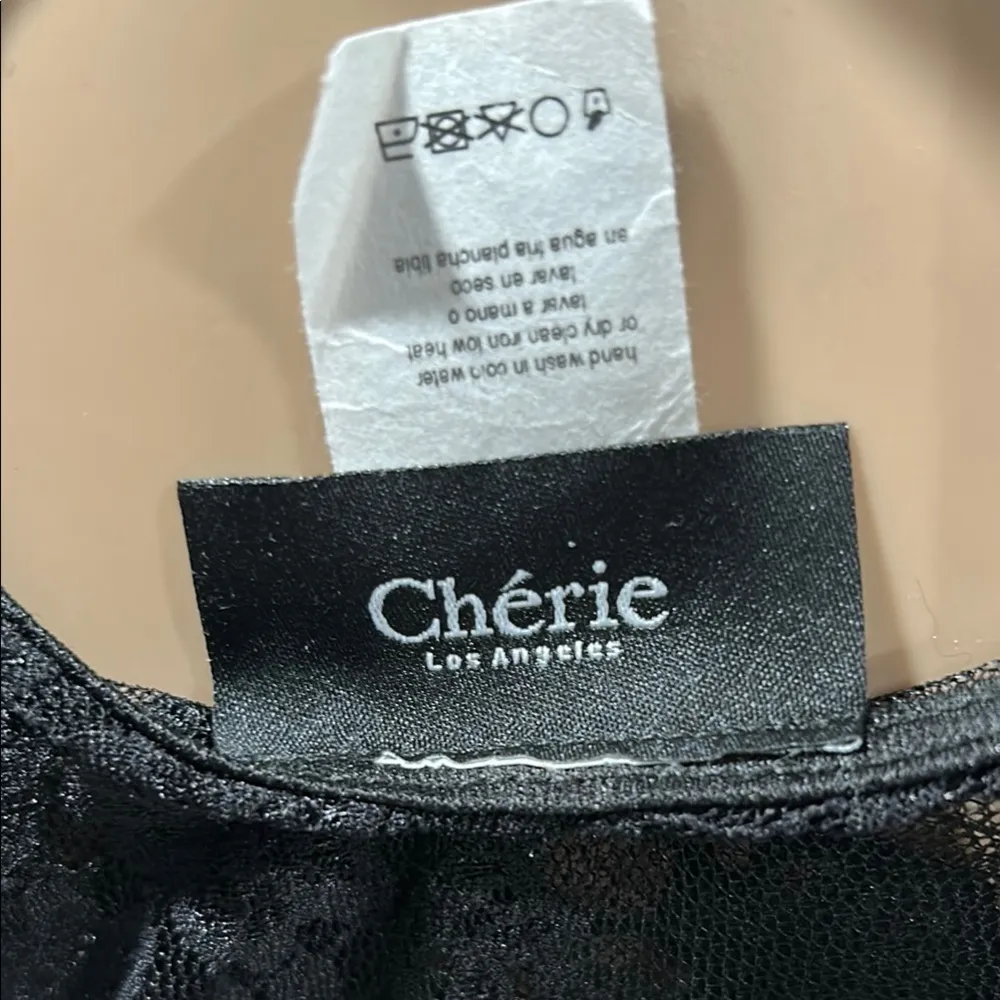 hand wash in coin water
or dry clean iron low heat
lavar a mano o
lavar en seco
en agua fria plancha tibia
Chérie
Los Angeles